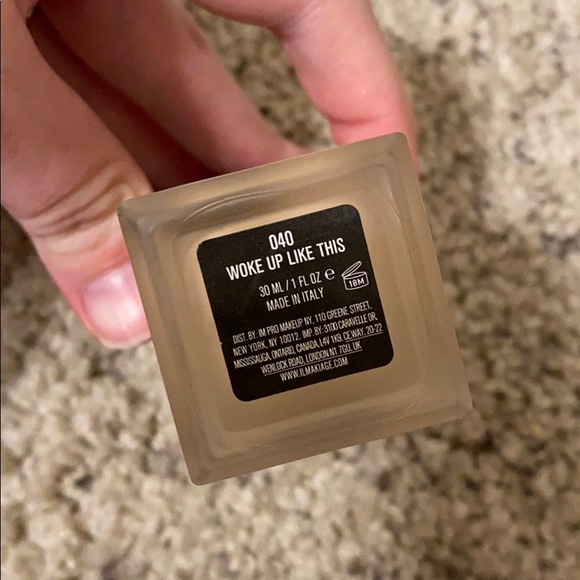 040
WOKE UP LIKE THIS
30 ML / 1 FL OZ e
18M
MADE IN ITALY
DIST. BY: IM PRO MAKEUP NY, 110 GREENE STREET,
NEW YORK, NY 10012. IMP. BY: 3100 CARAVELLE DR.
MISSISSAUGA, ONTARIO, CANADA, L4V 1K9. CE WAY, 20-22
WENLOCK ROAD, LONDON N1 7GU, UK
WWW.ILMAKIAGE.COM